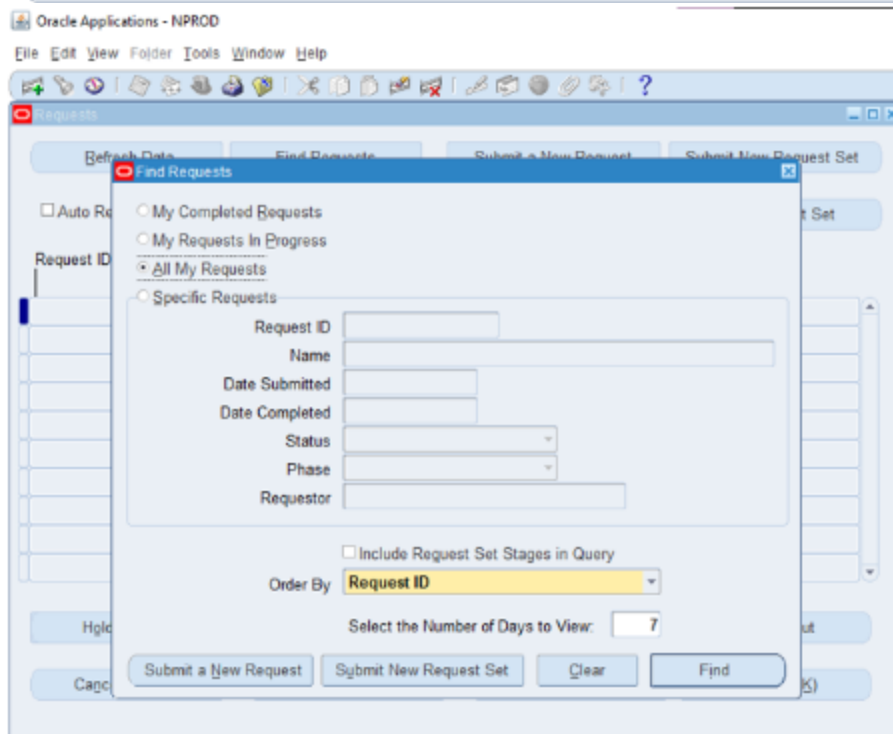 Oracle Applications - NPROD
File Edit View Folder Tools Window Help
Requests
Refresh Data Find Requests Submit a New Request Submit New Request Set
Find Requests
Auto Re
My Completed Requests
t Set
My Requests In Progress
Request ID
All My Requests
Specific Requests
Request ID
Name
Date Submitted
Date Completed
Status
Phase
Requestor
Include Request Set Stages in Query
Order By Request ID
Hold Select the Number of Days to View: 7 ut
Submit a New Request Submit New Request Set Clear Find
Canc K)